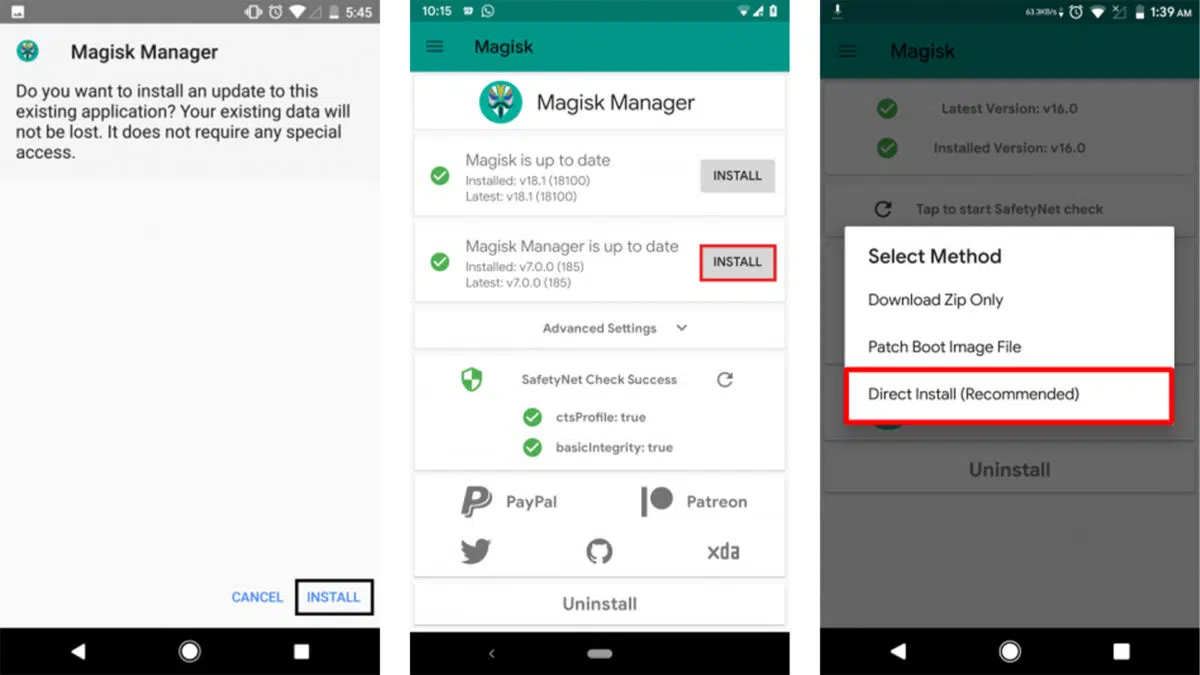 5:45
Magisk Manager
Do you want to install an update to this
existing application? Your existing data will
not be lost. It does not require any special
access.
CANCEL
INSTALL
10:15
Magisk
Magisk Manager
Magisk is up to date
Installed: v18.1 (18100)
Latest: v18.1 (18100)
INSTALL
Magisk Manager is up to date
Installed: v7.0.0 (185)
Latest: v7.0.0 (185)
INSTALL
Advanced Settings
SafetyNet Check Success
ctsProfile: true
basicIntegrity: true
PayPal
Patreon
xda
Uninstall
63.3KB/s
1:39 AM
Magisk
Latest Version: v16.0
Installed Version: v16.0
Tap to start SafetyNet check
Select Method
Download Zip Only
Patch Boot Image File
Direct Install (Recommended)
Uninstall